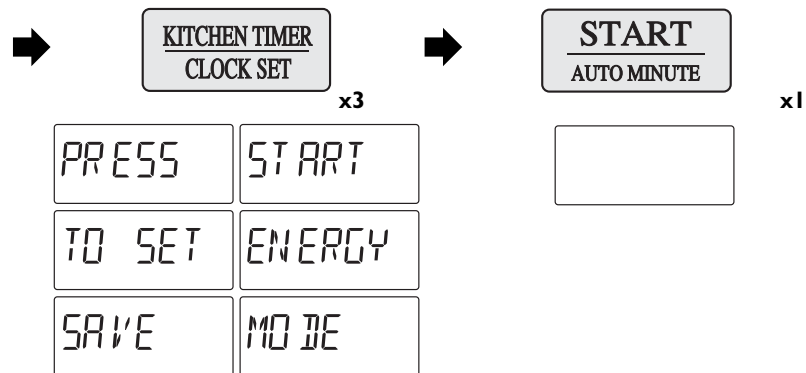 KITCHEN TIMER
CLOCK SET
x3
START
AUTO MINUTE
x1
PRESS
START
TO SET
ENERGY
SAVE
MODE